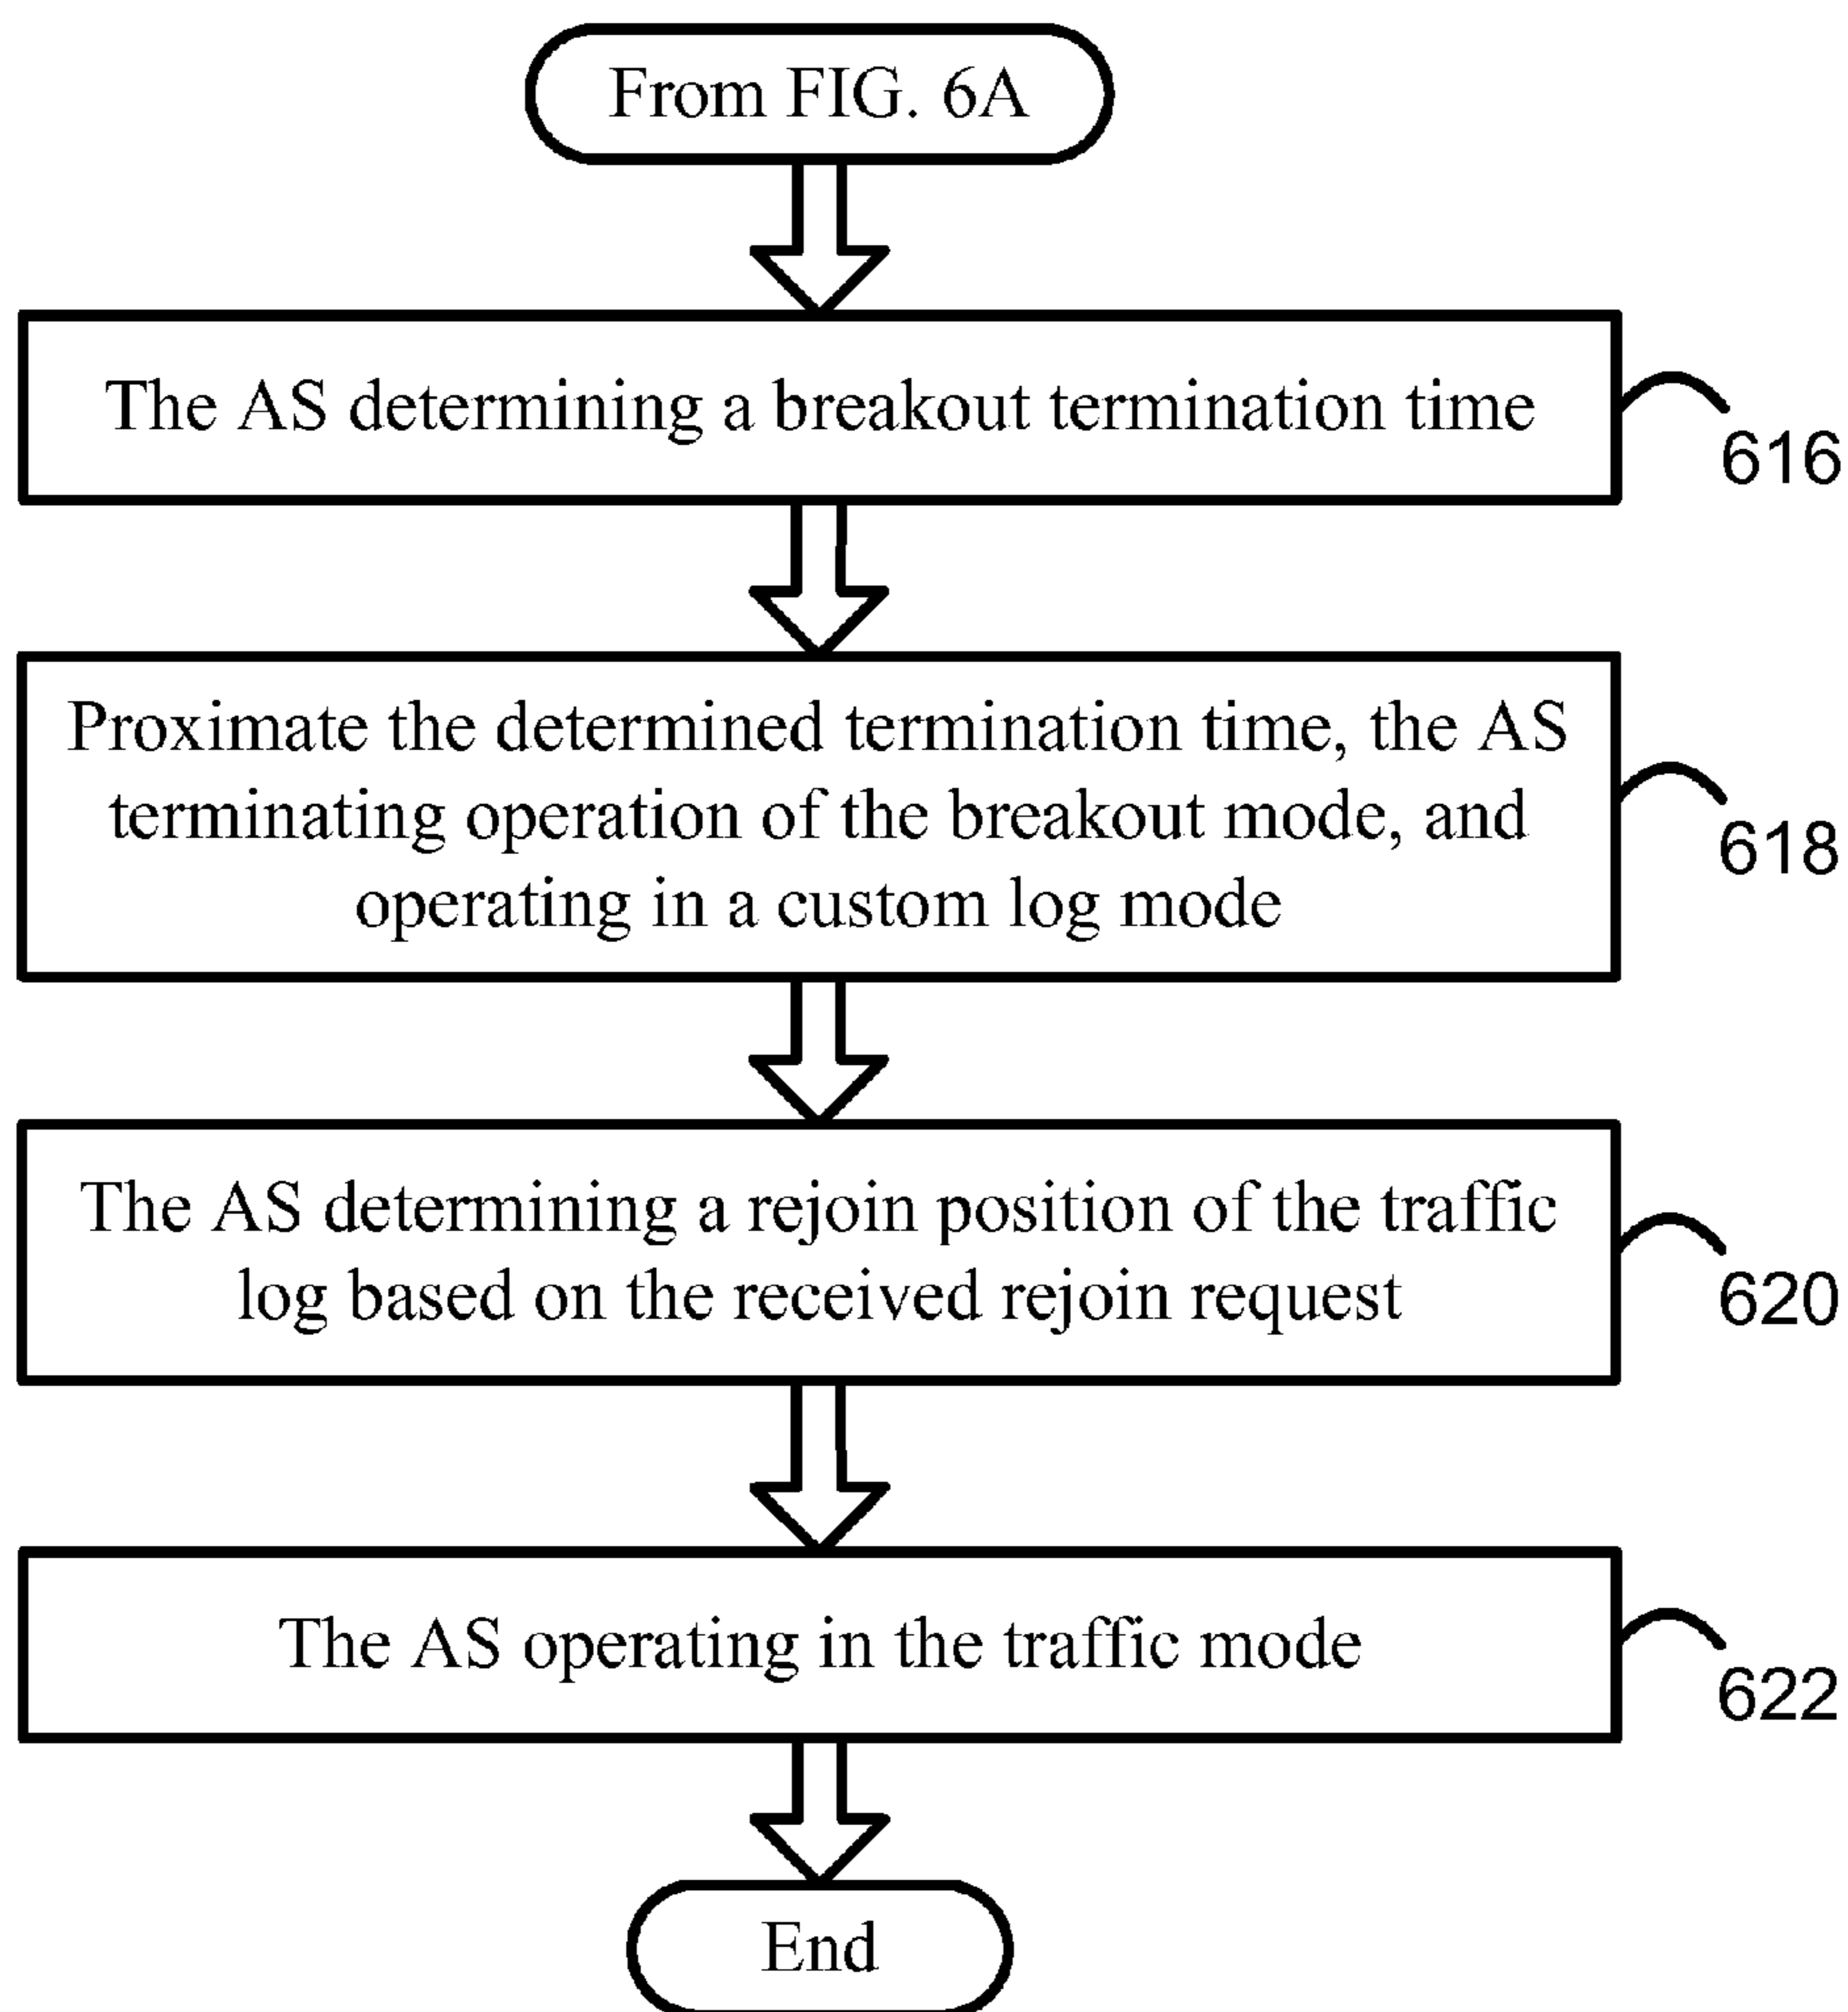 From FIG. 6A
The AS determining a breakout termination time
616
Proximate the determined termination time, the AS
terminating operation of the breakout mode, and
operating in a custom log mode
618
The AS determining a rejoin position of the traffic
log based on the received rejoin request
620
The AS operating in the traffic mode
622
End